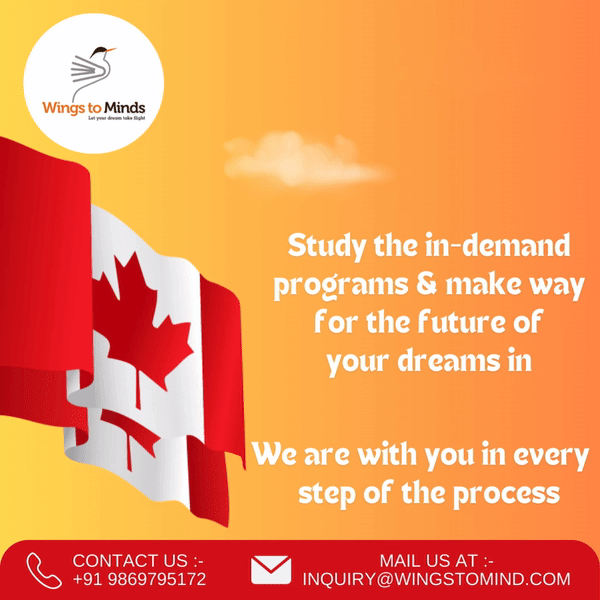 Wings to Minds
Let your dream take flight
Study the in-demand
programs & make way
for the future of
your dreams in
We are with you in every
step of the process
CONTACT US :-
+91 9869795172
MAIL US AT :-
INQUIRY@WINGSTOMIND.COM